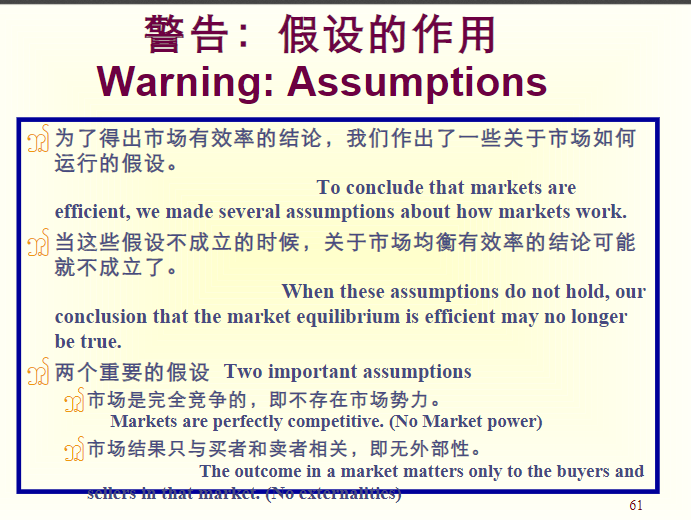 警告：假设的作用
Warning: Assumptions
为了得出市场有效率的结论，我们作出了一些关于市场如何
运行的假设。
To conclude that markets are
efficient, we made several assumptions about how markets work.
当这些假设不成立的时候，关于市场均衡有效率的结论可能
就不成立了。
When these assumptions do not hold, our
conclusion that the market equilibrium is efficient may no longer
be true.
两个重要的假设 Two important assumptions
市场是完全竞争的，即不存在市场势力。
Markets are perfectly competitive. (No Market power)
市场结果只与买者和卖者相关，即无外部性。
The outcome in a market matters only to the buyers and
sellers in that market. (No externalities)
61